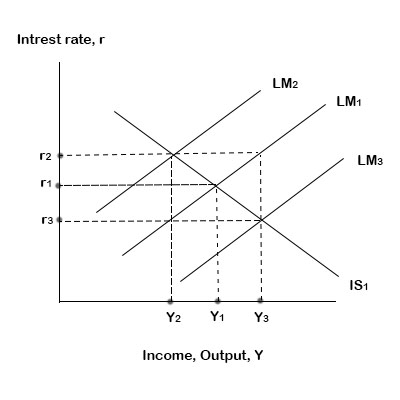 Intrest rate, r
LM2
LM1
LM3
r2
r1
r3
IS1
Y2 Y1 Y3
Income, Output, Y